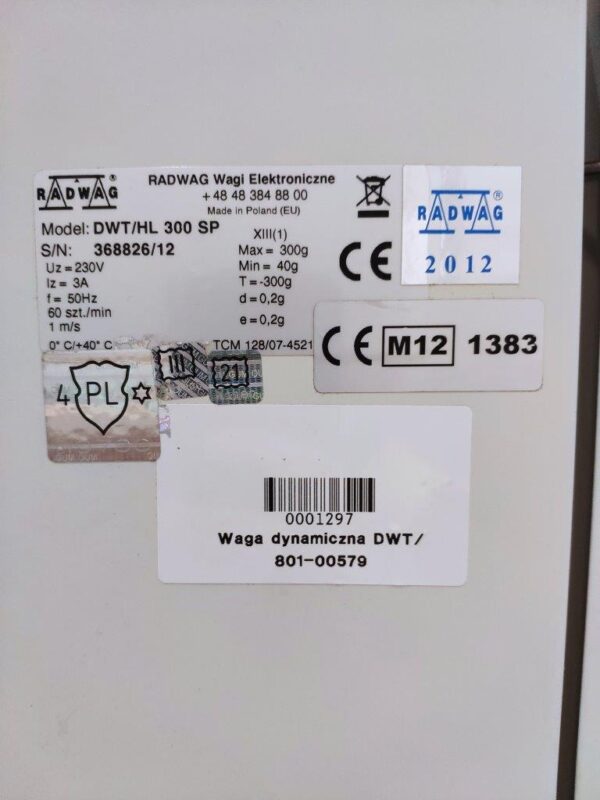 RADWAG®
RADWAG Wagi Elektroniczne
+48 48 384 88 00
Made in Poland (EU)
Model: DWT/HL 300 SP
S/N: 368826/12
Uz = 230V
Iz = 3A
f = 50Hz
60 szt./min
1 m/s
0° C/+40° C
XIII(1)
Max = 300g
Min = 40g
T = -300g
d = 0,2g
e = 0,2g
TCM 128/07-4521
CE
RADWAG®
2012
CE M12 1383
4 PL
III
21
0001297
Waga dynamiczna DWT/
801-00579